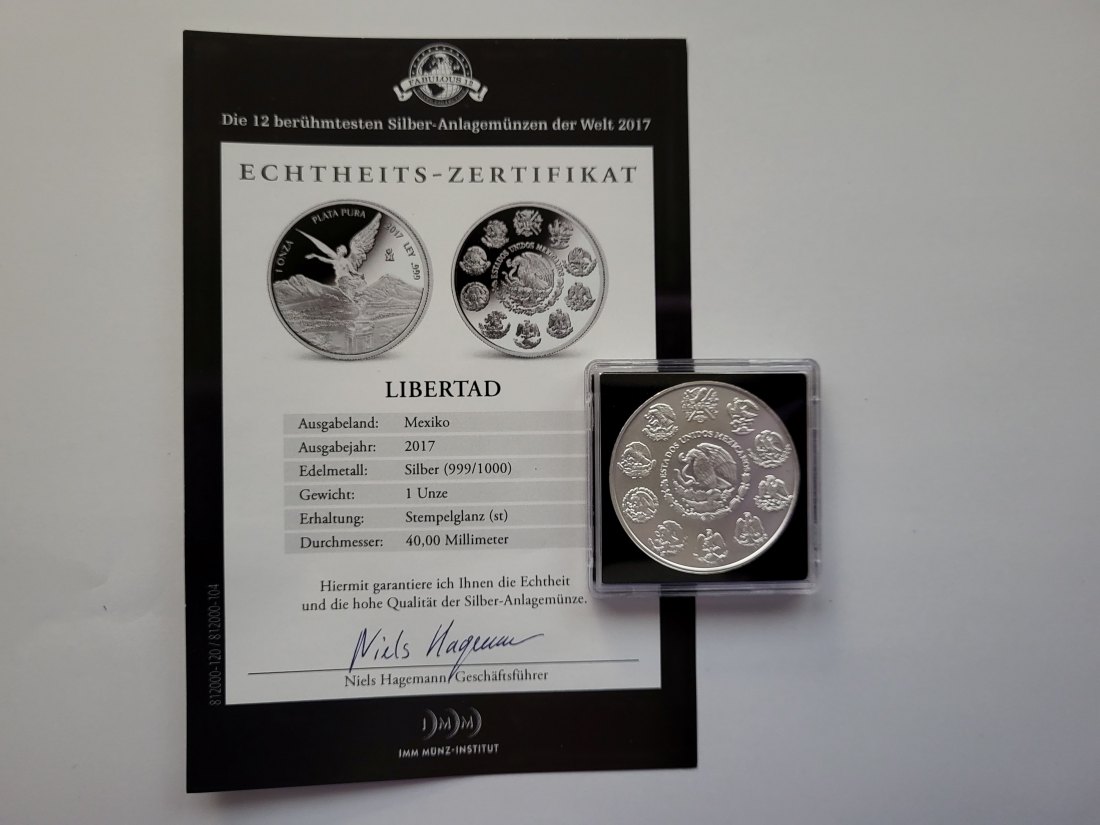 FABULOUS 12
Die 12 berühmtesten Silber-Anlagemünzen der Welt 2017
ECHTHEITS-ZERTIFIKAT
1 ONZA PLATA PURA 2017 LEY .999
ESTADOS UNIDOS MEXICANOS
LIBERTAD
Ausgabeland: Mexiko
Ausgabejahr: 2017
Edelmetall: Silber (999/1000)
Gewicht: 1 Unze
Erhaltung: Stempelglanz (st)
Durchmesser: 40,00 Millimeter
Hiermit garantiere ich Ihnen die Echtheit
und die hohe Qualität der Silber-Anlagemünze.
Niels Hagemann
Niels Hagemann, Geschäftsführer
812000-120 / 812000-104
IMM
IMM MÜNZ-INSTITUT
ESTADOS UNIDOS MEXICANOS